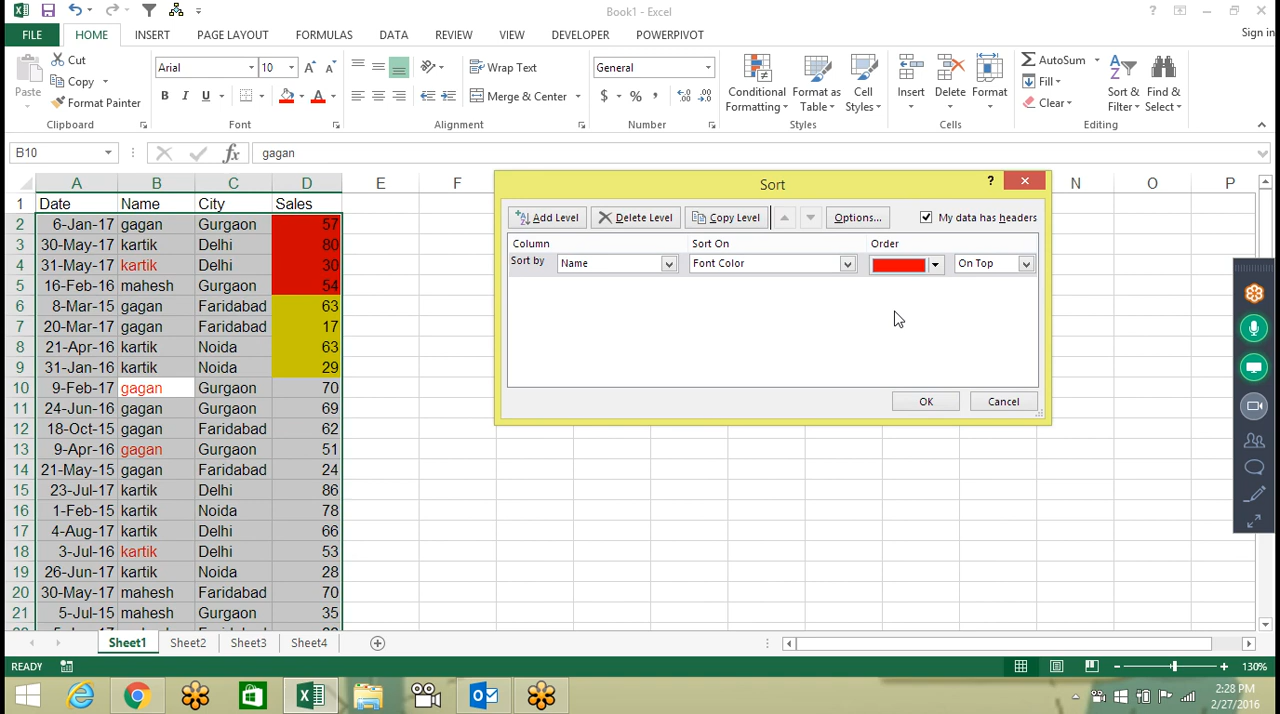 Book1 - Excel
Sign in
FILE HOME INSERT PAGE LAYOUT FORMULAS DATA REVIEW VIEW DEVELOPER POWERPIVOT
Paste
Cut
Copy
Format Painter
Clipboard
Arial 10
B I U
Font
Wrap Text
Merge & Center
Alignment
General
$ % ,
Number
Conditional Formatting
Format as Table
Cell Styles
Styles
Insert
Delete
Format
Cells
AutoSum
Fill
Clear
Sort & Filter
Find & Select
Editing
B10 fx gagan
A B C D E F N O P
1 Date Name City Sales
2 6-Jan-17 gagan Gurgaon 57
3 30-May-17 kartik Delhi 80
4 31-May-17 kartik Delhi 30
5 16-Feb-16 mahesh Gurgaon 54
6 8-Mar-15 gagan Faridabad 63
7 20-Mar-17 gagan Faridabad 17
8 21-Apr-16 kartik Noida 63
9 31-Jan-16 kartik Noida 29
10 9-Feb-17 gagan Gurgaon 70
11 24-Jun-16 gagan Gurgaon 69
12 18-Oct-15 gagan Gurgaon 62
13 9-Apr-16 gagan Gurgaon 51
14 21-May-15 gagan Faridabad 24
15 23-Jul-17 kartik Delhi 86
16 1-Feb-15 kartik Noida 78
17 4-Aug-17 kartik Delhi 66
18 3-Jul-16 kartik Delhi 53
19 26-Jun-17 kartik Noida 28
20 30-May-17 mahesh Faridabad 70
21 5-Jul-15 mahesh Gurgaon 35
Sort
Add Level Delete Level Copy Level Options... My data has headers
Column Sort On Order
Sort by Name Font Color On Top
OK Cancel
Sheet1 Sheet2 Sheet3 Sheet4
READY 130%
2:28 PM
2/27/2016